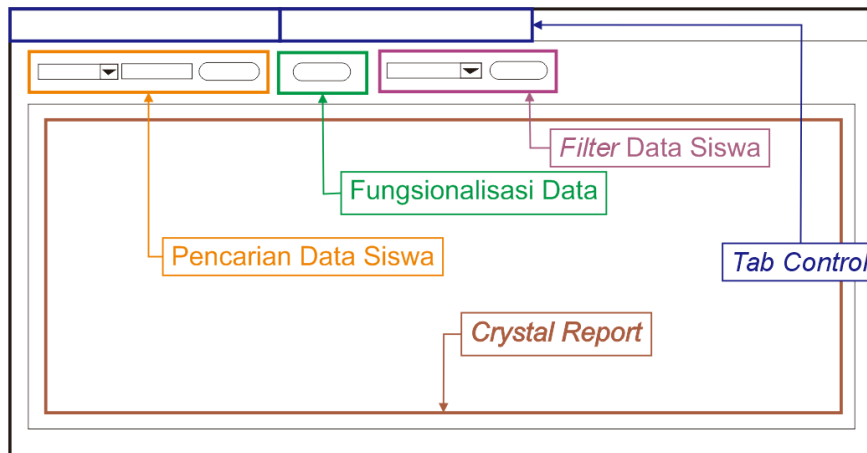 Filter Data Siswa
Fungsionalisasi Data
Pencarian Data Siswa
Tab Control
Crystal Report